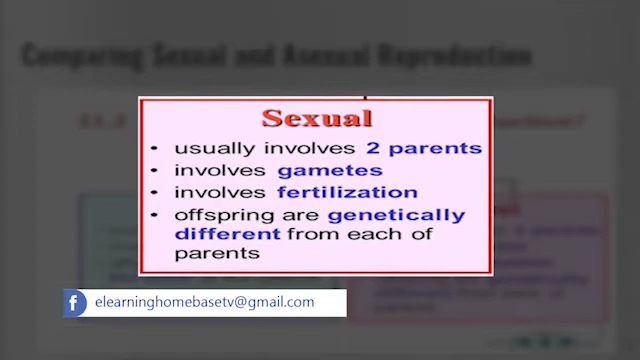 Comparing Sexual and Asexual Reproduction
Sexual
• usually involves 2 parents
• involves gametes
• involves fertilization
• offspring are genetically
different from each of
parents
f elearninghomebasetv@gmail.com